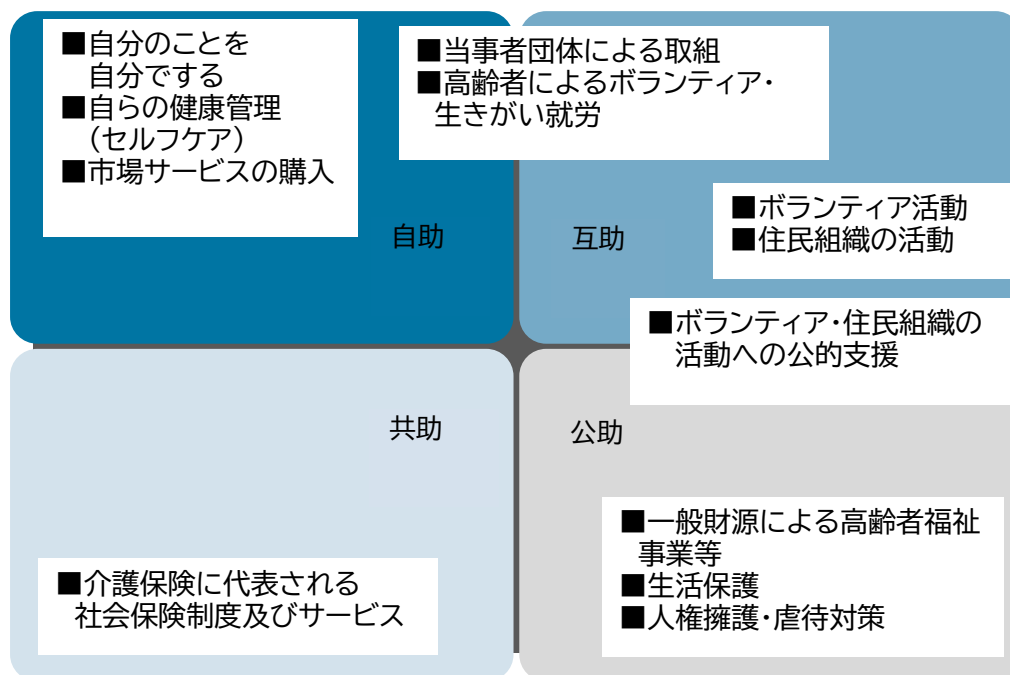 ■自分のことを
自分でする
■自らの健康管理
(セルフケア)
■市場サービスの購入
■当事者団体による取組
■高齢者によるボランティア・
生きがい就労
■ボランティア活動
■住民組織の活動
自助
互助
■ボランティア・住民組織の
活動への公的支援
共助
公助
■介護保険に代表される
社会保険制度及びサービス
■一般財源による高齢者福祉
事業等
■生活保護
■人権擁護・虐待対策